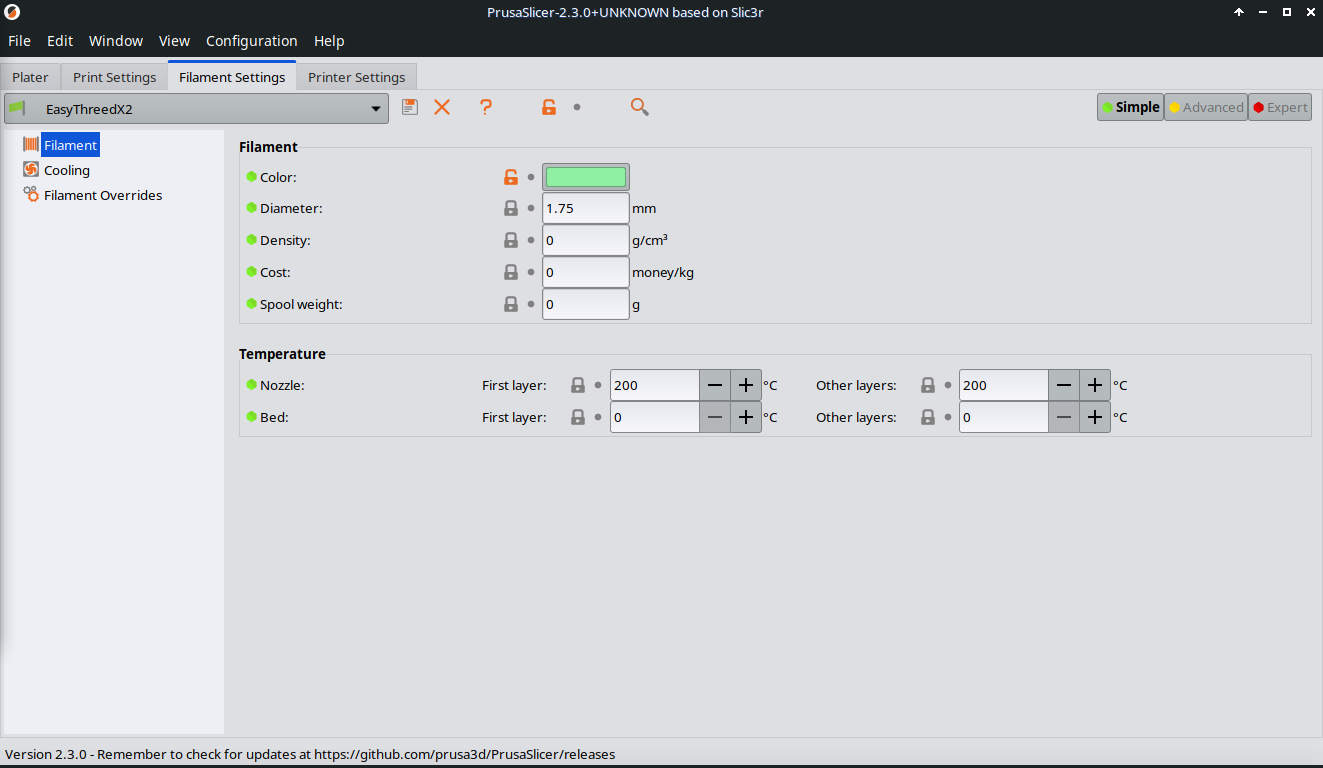 PrusaSlicer-2.3.0+UNKNOWN based on Slic3r
File Edit Window View Configuration Help
Plater Print Settings Filament Settings Printer Settings
EasyThreedX2 ? Simple Advanced Expert
Filament
Cooling
Filament Overrides
Filament
Color:
Diameter: 1.75 mm
Density: 0 g/cm³
Cost: 0 money/kg
Spool weight: 0 g
Temperature
Nozzle: First layer: 200 °C Other layers: 200 °C
Bed: First layer: 0 °C Other layers: 0 °C
Version 2.3.0 - Remember to check for updates at https://github.com/prusa3d/PrusaSlicer/releases